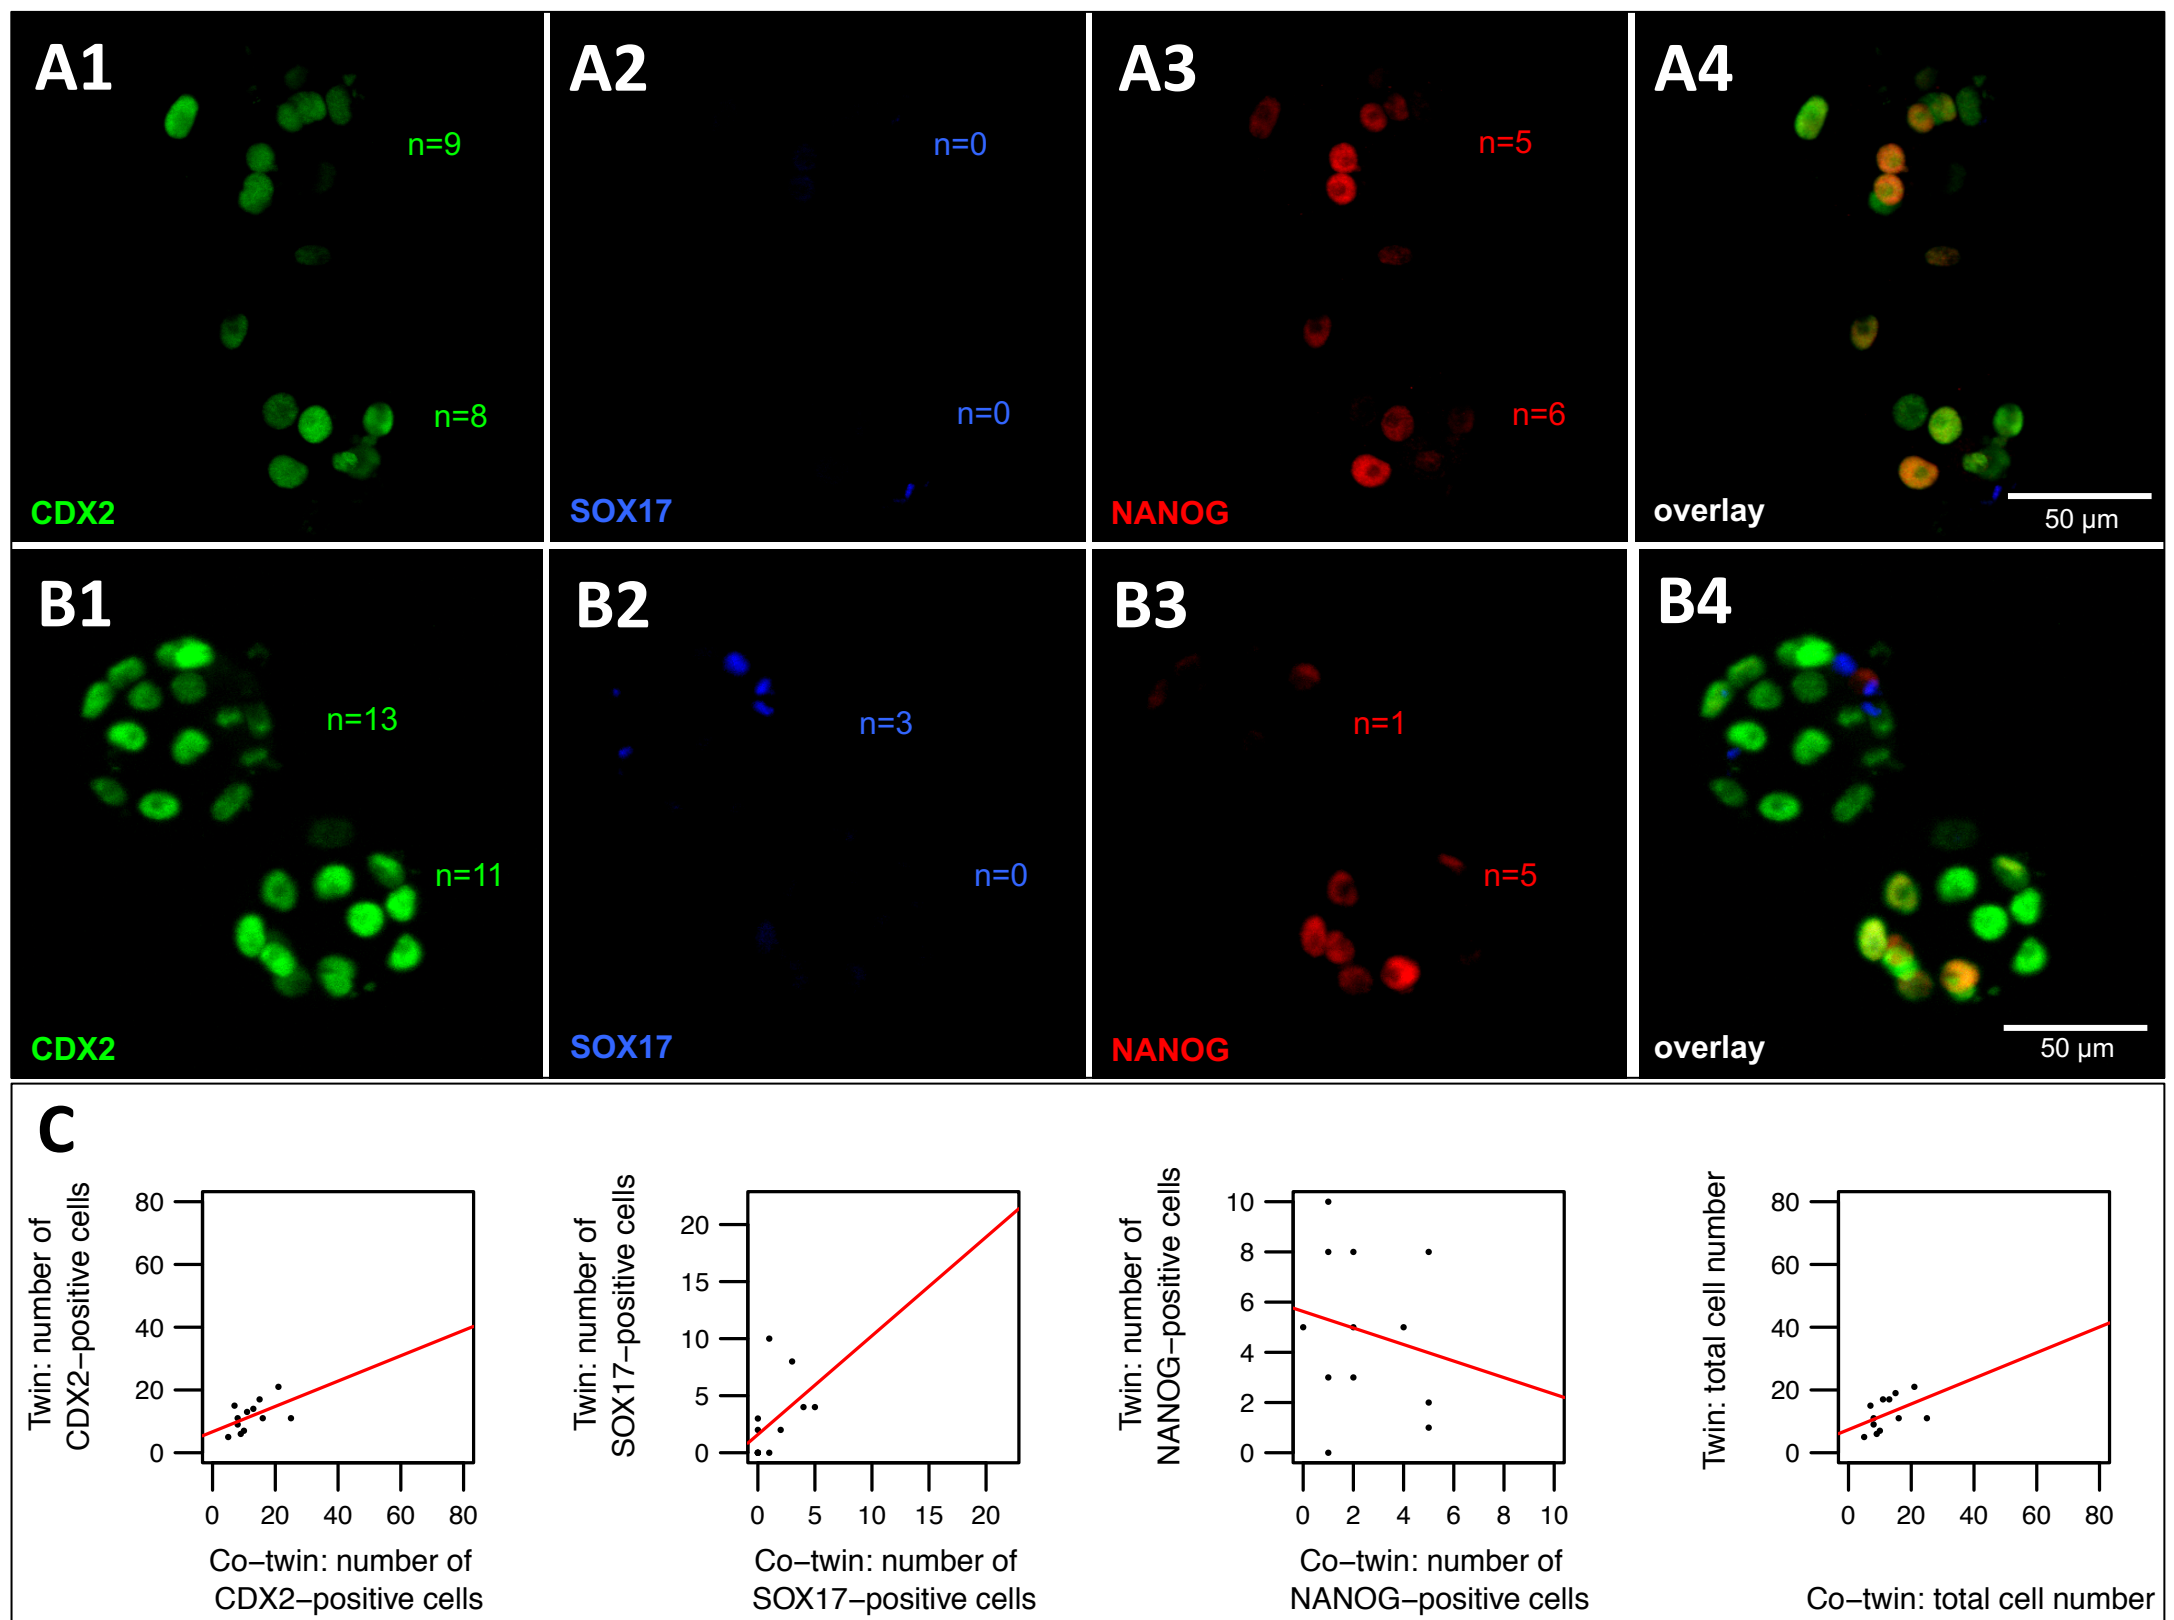 A1
n=9
n=8
CDX2
A2
n=0
n=0
SOX17
A3
n=5
n=6
NANOG
A4
overlay
50 µm
B1
n=13
n=11
CDX2
B2
n=3
n=0
SOX17
B3
n=1
n=5
NANOG
B4
overlay
50 µm
C
Twin: number of
CDX2−positive cells
80
60
40
20
0
0 20 40 60 80
Co−twin: number of
CDX2−positive cells
Twin: number of
SOX17−positive cells
20
15
10
5
0
0 5 10 15 20
Co−twin: number of
SOX17−positive cells
Twin: number of
NANOG−positive cells
10
8
6
4
2
0
0 2 4 6 8 10
Co−twin: number of
NANOG−positive cells
Twin: total cell number
80
60
40
20
0
0 20 40 60 80
Co−twin: total cell number